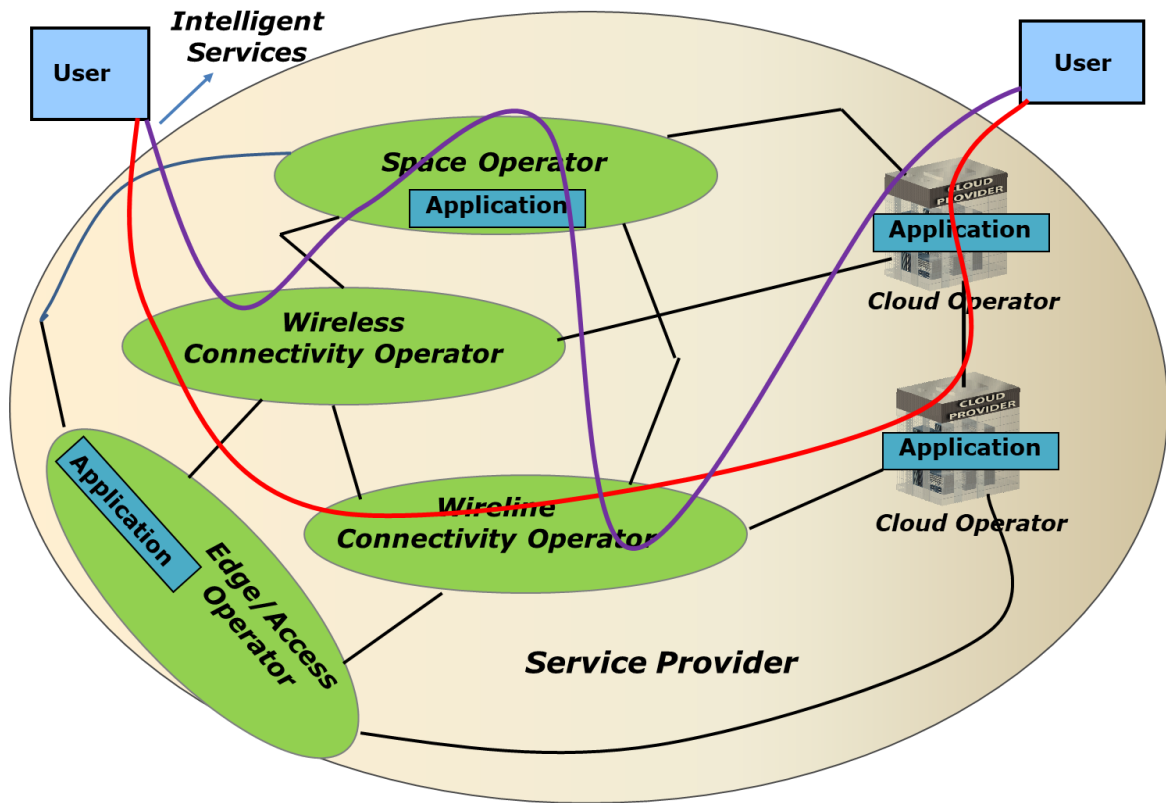 Intelligent
Services
User
User
Space Operator
Application
CLOUD
PROVIDER
Application
Cloud Operator
Wireless
Connectivity Operator
CLOUD
PROVIDER
Application
Cloud Operator
Application
Edge/Access
Operator
Wireline
Connectivity Operator
Service Provider